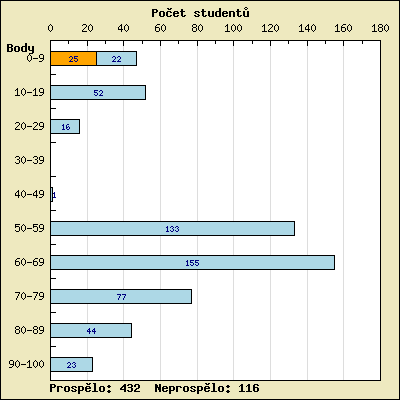 Počet studentů
0 20 40 60 80 100 120 140 160 180
Body
0-9 25 22
10-19 52
20-29 16
30-39
40-49 1
50-59 133
60-69 155
70-79 77
80-89 44
90-100 23
Prospělo: 432 Neprospělo: 116